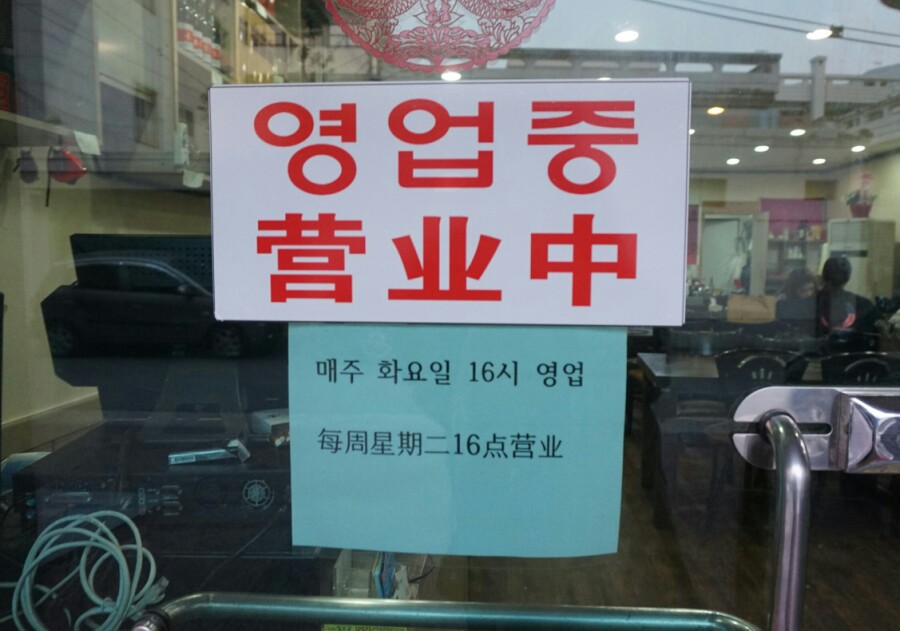 영업중
营业中
매주 화요일 16시 영업
每周星期二16点营业